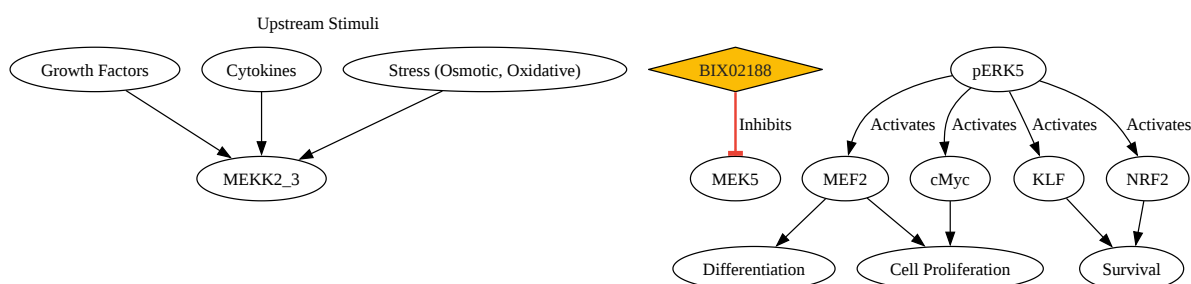 Upstream Stimuli
Growth Factors
Cytokines
Stress (Osmotic, Oxidative)
BIX02188
pERK5
Inhibits
Activates
Activates
Activates
Activates
MEKK2_3
MEK5
MEF2
cMyc
KLF
NRF2
Differentiation
Cell Proliferation
Survival